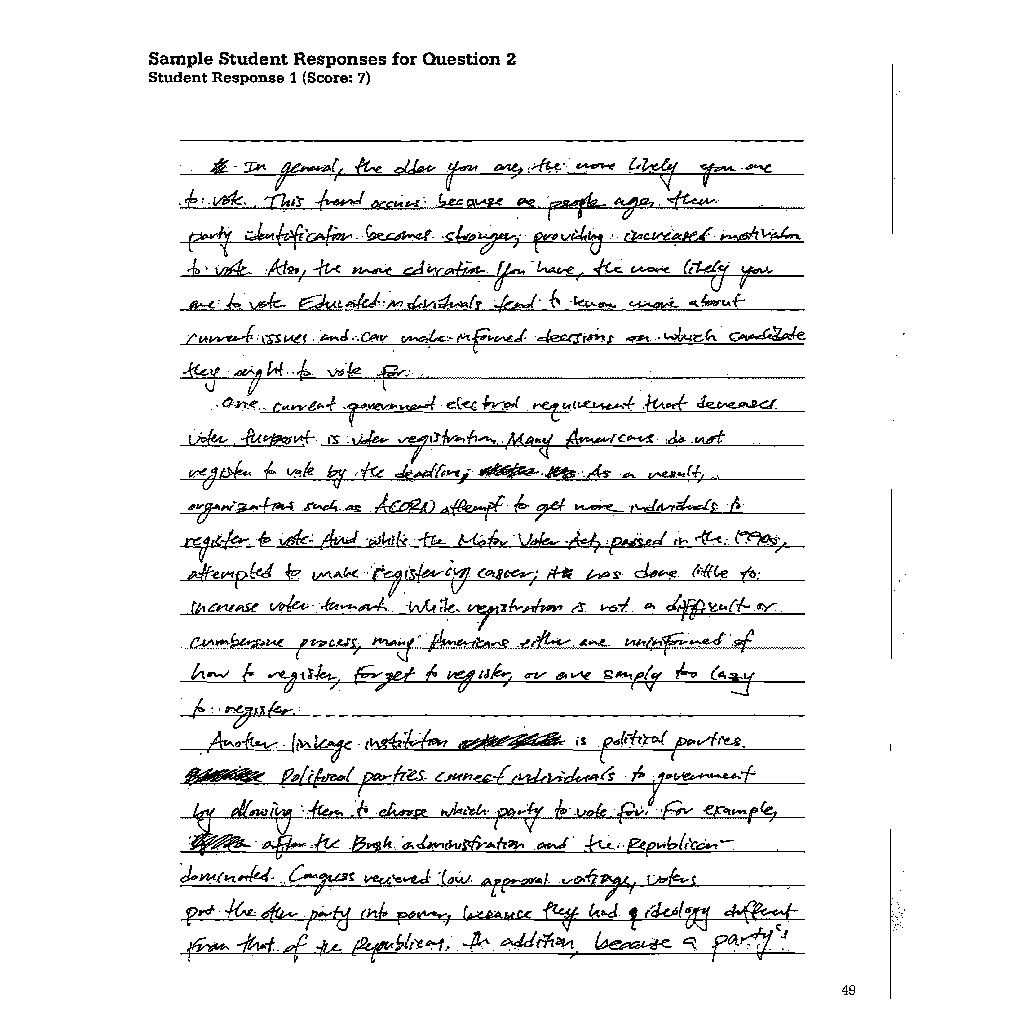 Sample Student Responses for Question 2
Student Response 1 (Score: 7)
In general, the older you are, the more likely you are
to vote. This trend occurs because as people age, their
party identification becomes stronger, providing increased motivation
to vote. Also, the more education you have, the more likely you
are to vote. Educated individuals tend to know more about
current issues and can make informed decisions on which candidate
they ought to vote for.
One current government electoral requirement that decreases
voter turnout is voter registration. Many Americans do not
register to vote by the deadline; As a result,
organizations such as ACORN attempt to get more individuals to
register to vote. And while the Motor Voter Act, passed in the 1990s,
attempted to make registering easier, it has done little to
increase voter turnout. While registration is not a difficult or
cumbersome process, many Americans either are uninformed of
how to register, forget to register, or are simply too lazy
to register.
Another linkage institution is political parties.
Political parties connect individuals to government
by allowing them to choose which party to vote for. For example,
after the Bush administration and the Republican-
dominated Congress received low approval ratings, voters
put the other party into power, because they had a ideology different
from that of the Republicans. In addition, because a party's
49